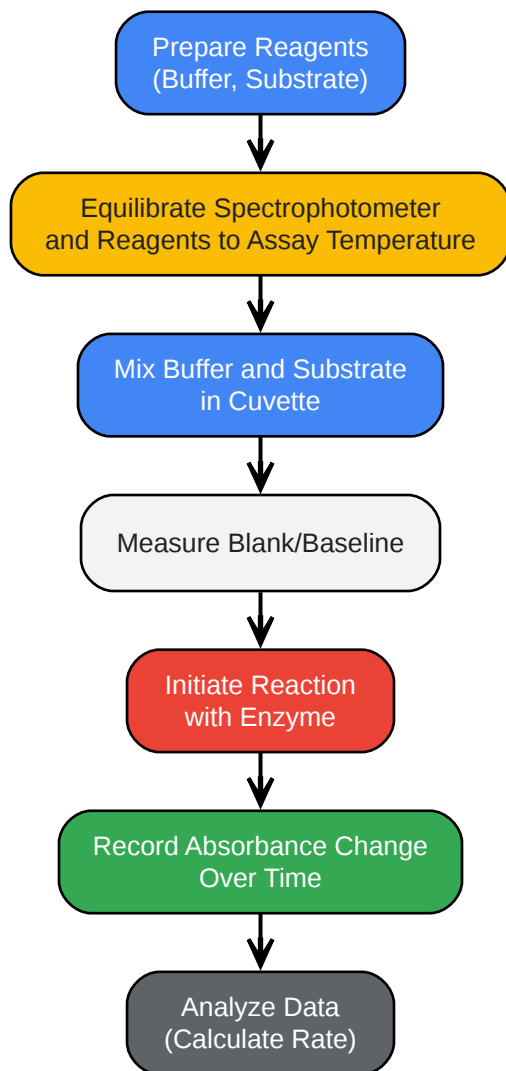 Prepare Reagents
(Buffer, Substrate)
Equilibrate Spectrophotometer
and Reagents to Assay Temperature
Mix Buffer and Substrate
in Cuvette
Measure Blank/Baseline
Initiate Reaction
with Enzyme
Record Absorbance Change
Over Time
Analyze Data
(Calculate Rate)